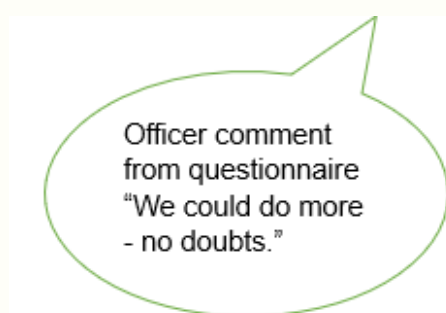 Officer comment
from questionnaire
“We could do more
- no doubts.”